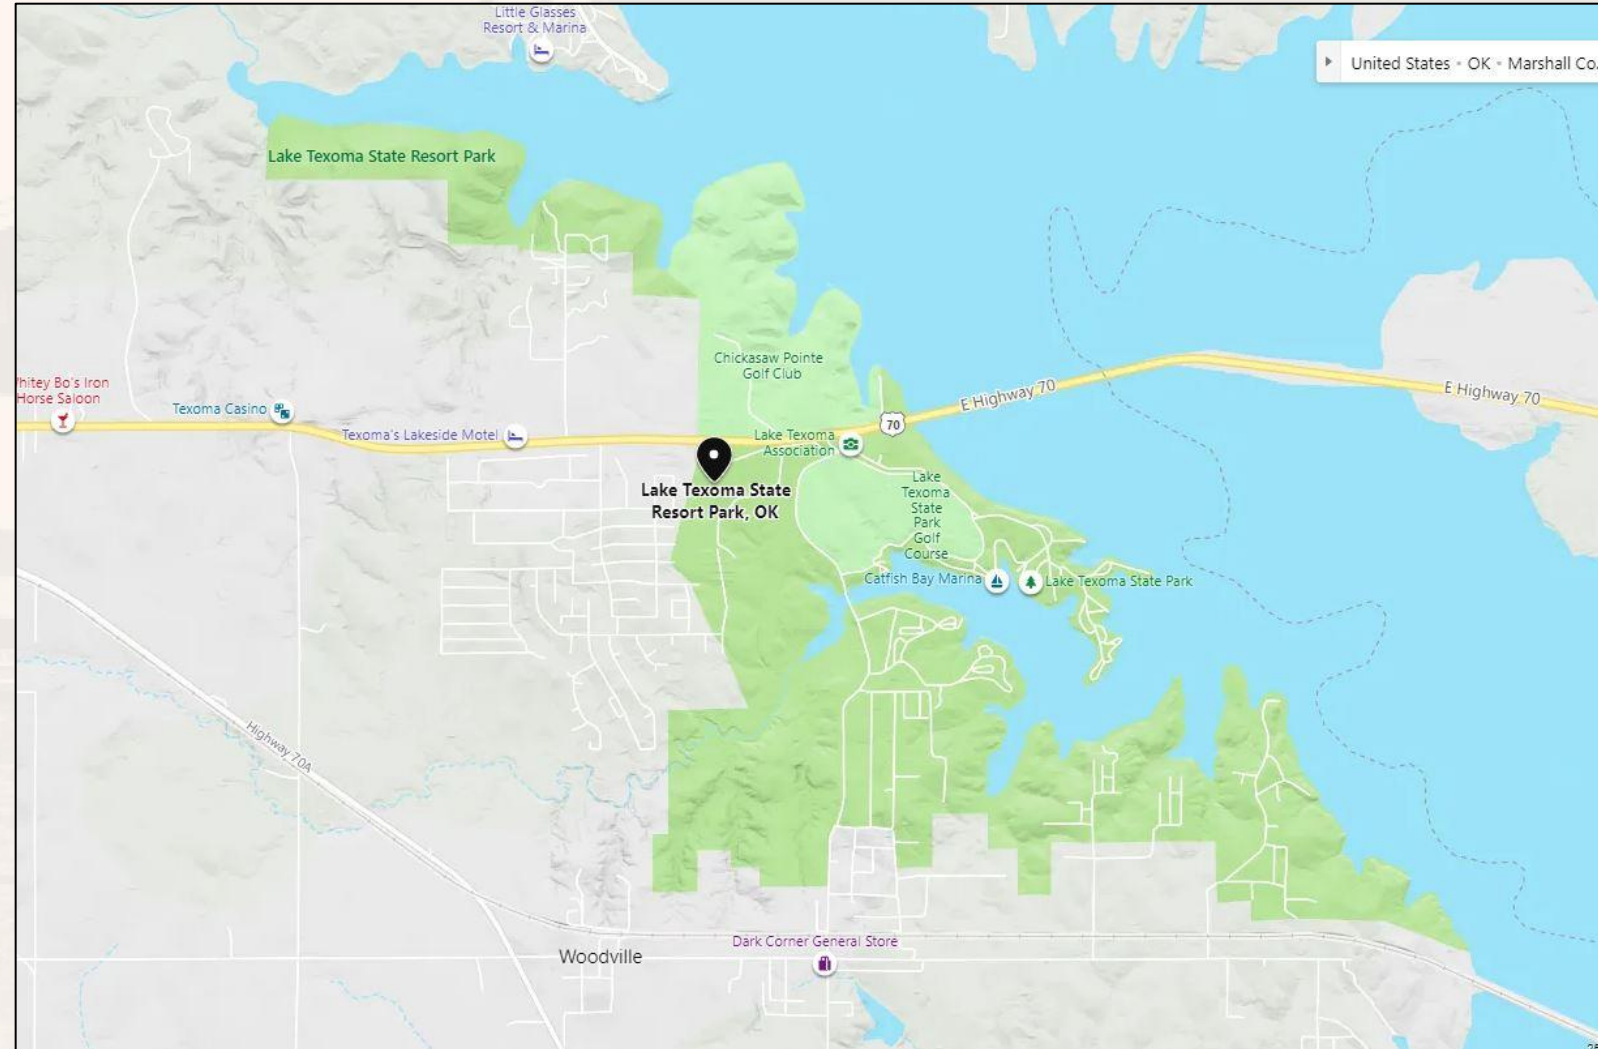 Little Glasses
Resort & Marina
United States • OK • Marshall Co.
Lake Texoma State Resort Park
Chickasaw Pointe
Golf Club
hitey Bo's Iron
Horse Saloon
Texoma Casino
E Highway 70
E Highway 70
70
Texoma's Lakeside Motel
Lake Texoma
Association
Lake Texoma State
Resort Park, OK
Lake
Texoma
State
Park
Golf
Course
Catfish Bay Marina
Lake Texoma State Park
Highway 70A
Dark Corner General Store
Woodville